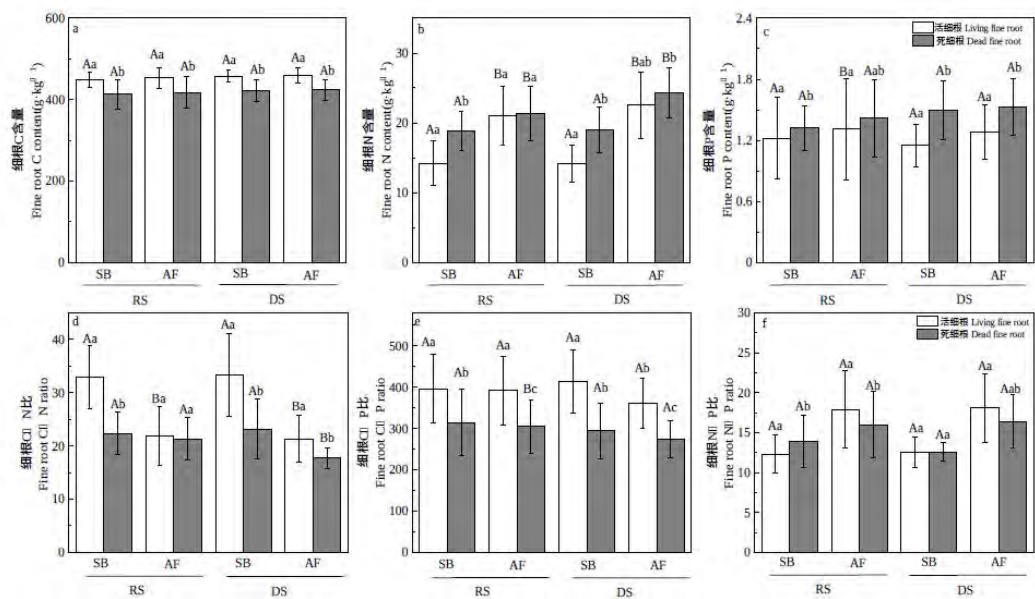 a
细根C含量
Fine root C content(g·kg⁻¹)
600
400
200
0
Aa Ab Aa Ab Aa Ab Aa Ab
SB AF SB AF
RS DS
b
细根N含量
Fine root N content(g·kg⁻¹)
30
20
10
0
Aa Ab Ba Ba Aa Ab Bab Bb
SB AF SB AF
RS DS
c
活细根 Living fine root
死细根 Dead fine root
细根P含量
Fine root P content(g·kg⁻¹)
2.4
1.8
1.2
0.6
0
Aa Ab Ba Aab Aa Ab Aa Ab
SB AF SB AF
RS DS
d
细根C N比
Fine root C N ratio
40
30
20
10
0
Aa Ab Ba Aa Aa Ab Ba Bb
SB AF SB AF
RS DS
e
细根C P比
Fine root C P ratio
500
400
300
200
100
0
Aa Ab Aa Bc Aa Ab Ab Ac
SB AF SB AF
RS DS
f
活细根 Living fine root
死细根 Dead fine root
细根N P比
Fine root N P ratio
30
25
20
15
10
5
0
Aa Ab Aa Ab Aa Aa Aa Aab
SB AF SB AF
RS DS